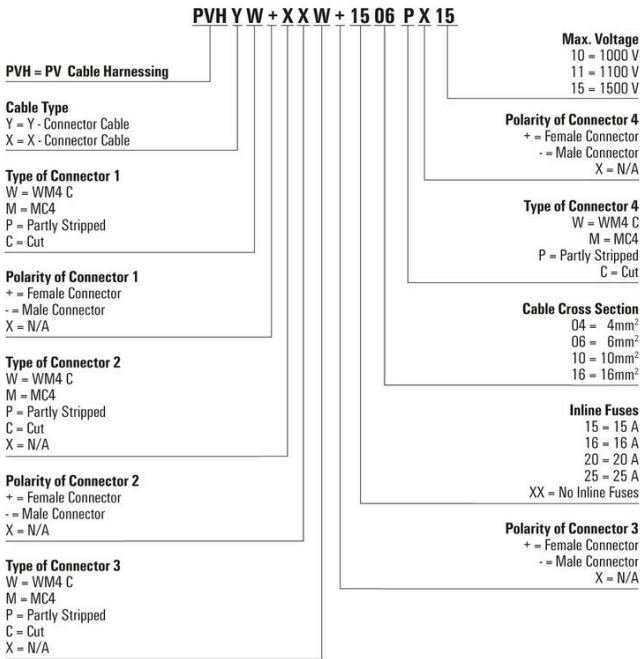 PVH Y W + X X W + 15 06 P X 15
PVH = PV Cable Harnessing
Cable Type
Y = Y - Connector Cable
X = X - Connector Cable
Type of Connector 1
W = WM4 C
M = MC4
P = Partly Stripped
C = Cut
Polarity of Connector 1
+ = Female Connector
- = Male Connector
X = N/A
Type of Connector 2
W = WM4 C
M = MC4
P = Partly Stripped
C = Cut
X = N/A
Polarity of Connector 2
+ = Female Connector
- = Male Connector
X = N/A
Type of Connector 3
W = WM4 C
M = MC4
P = Partly Stripped
C = Cut
X = N/A
Max. Voltage
10 = 1000 V
11 = 1100 V
15 = 1500 V
Polarity of Connector 4
+ = Female Connector
- = Male Connector
X = N/A
Type of Connector 4
W = WM4 C
M = MC4
P = Partly Stripped
C = Cut
Cable Cross Section
04 = 4mm²
06 = 6mm²
10 = 10mm²
16 = 16mm²
Inline Fuses
15 = 15 A
16 = 16 A
20 = 20 A
25 = 25 A
XX = No Inline Fuses
Polarity of Connector 3
+ = Female Connector
- = Male Connector
X = N/A